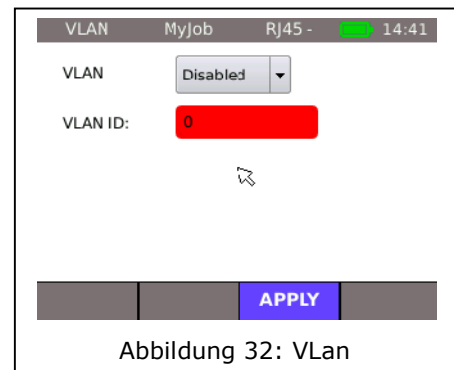 VLAN MyJob RJ45 - 14:41
VLAN Disabled
VLAN ID: 0
APPLY
Abbildung 32: VLan